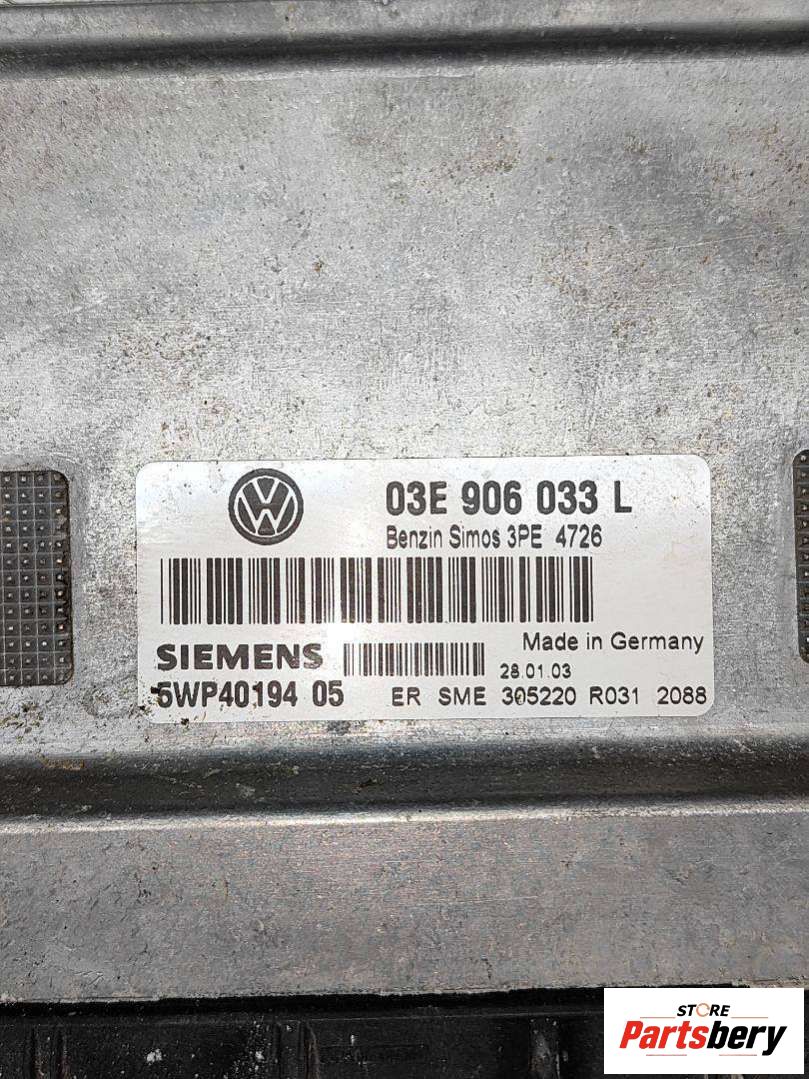 03E 906 033 L
Benzin Simos 3PE 4726
Made in Germany
SIEMENS
28.01.03
5WP40194 05 ER SME 305220 R031 2088
STORE
Partsbery